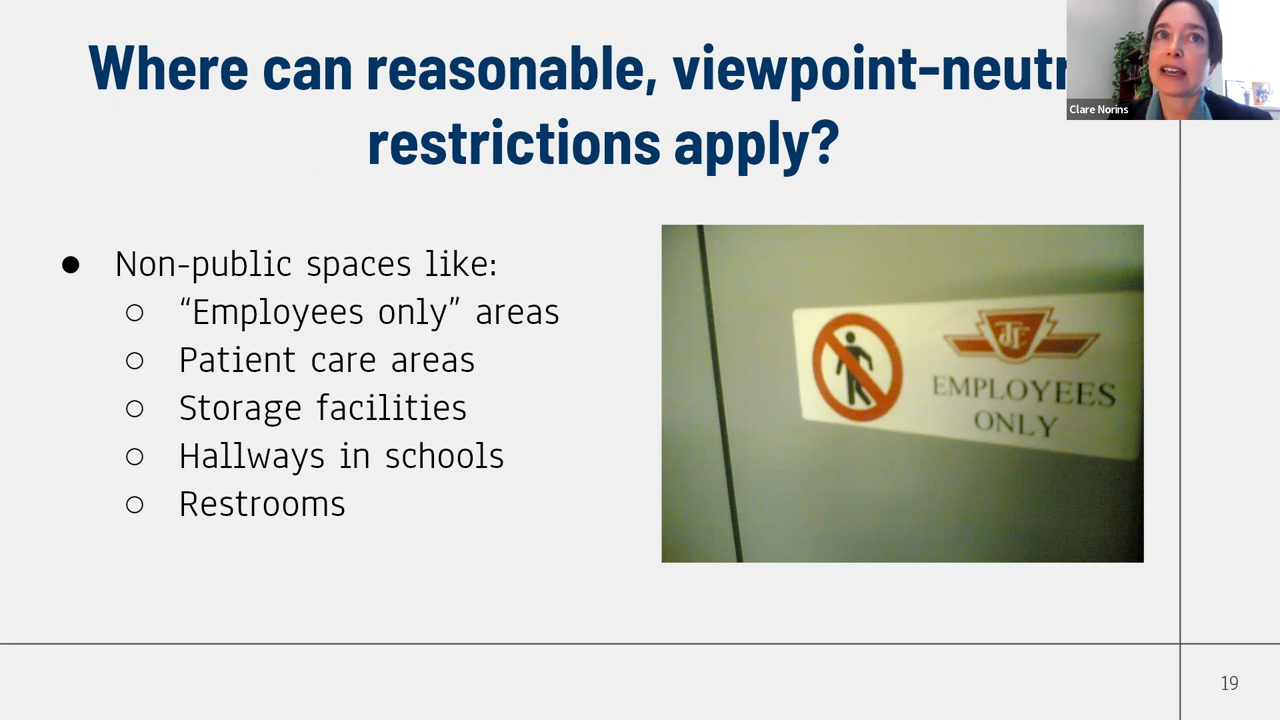 Where can reasonable, viewpoint-neutr
restrictions apply?
Clare Norins
● Non-public spaces like:
○ “Employees only” areas
○ Patient care areas
○ Storage facilities
○ Hallways in schools
○ Restrooms
EMPLOYEES
ONLY
19